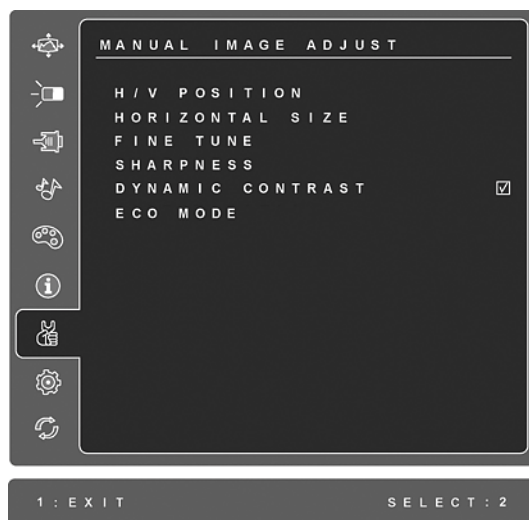 MANUAL IMAGE ADJUST
H/V POSITION
HORIZONTAL SIZE
FINE TUNE
SHARPNESS
DYNAMIC CONTRAST
ECO MODE
1:EXIT SELECT:2